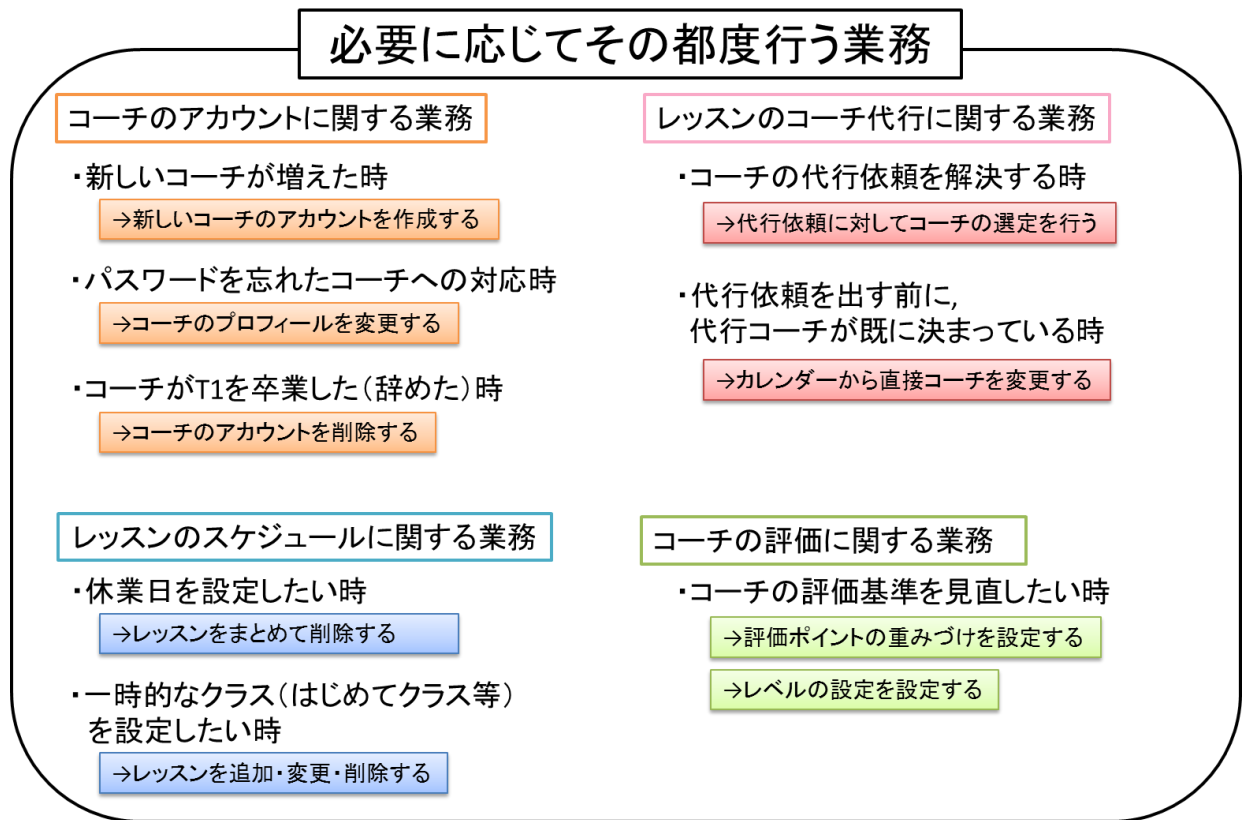 必要に応じてその都度行う業務
コーチのアカウントに関する業務
・新しいコーチが増えた時
→新しいコーチのアカウントを作成する
・パスワードを忘れたコーチへの対応時
→コーチのプロフィールを変更する
・コーチがT1を卒業した（辞めた）時
→コーチのアカウントを削除する
レッスンのコーチ代行に関する業務
・コーチの代行依頼を解決する時
→代行依頼に対してコーチの選定を行う
・代行依頼を出す前に,
代行コーチが既に決まっている時
→カレンダーから直接コーチを変更する
レッスンのスケジュールに関する業務
・休業日を設定したい時
→レッスンをまとめて削除する
・一時的なクラス（はじめてクラス等）
を設定したい時
→レッスンを追加・変更・削除する
コーチの評価に関する業務
・コーチの評価基準を見直したい時
→評価ポイントの重みづけを設定する
→レベルの設定を設定する